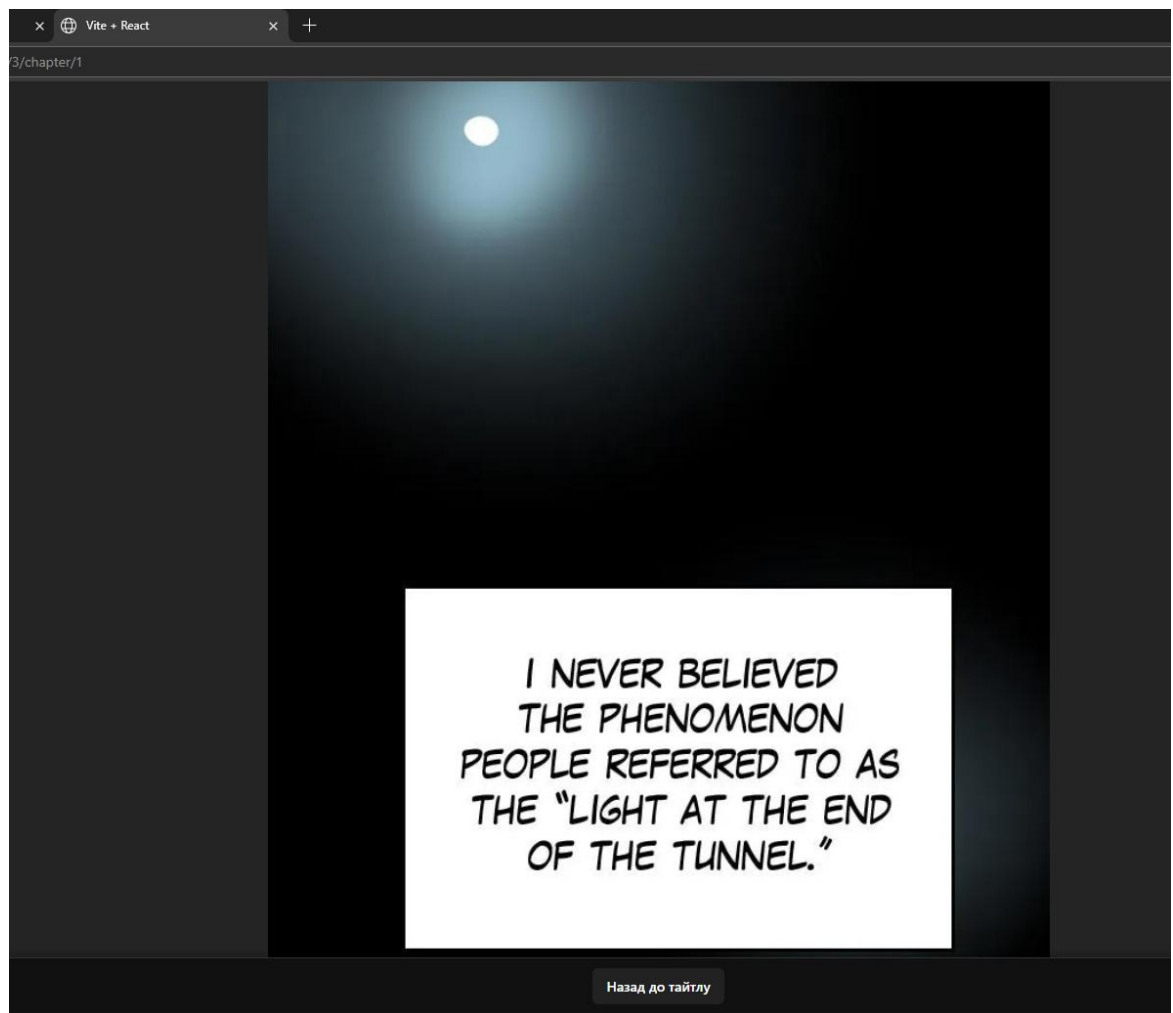 Vite + React
/3/chapter/1
I NEVER BELIEVED
THE PHENOMENON
PEOPLE REFERRED TO AS
THE “LIGHT AT THE END
OF THE TUNNEL.”
Назад до тайтлу